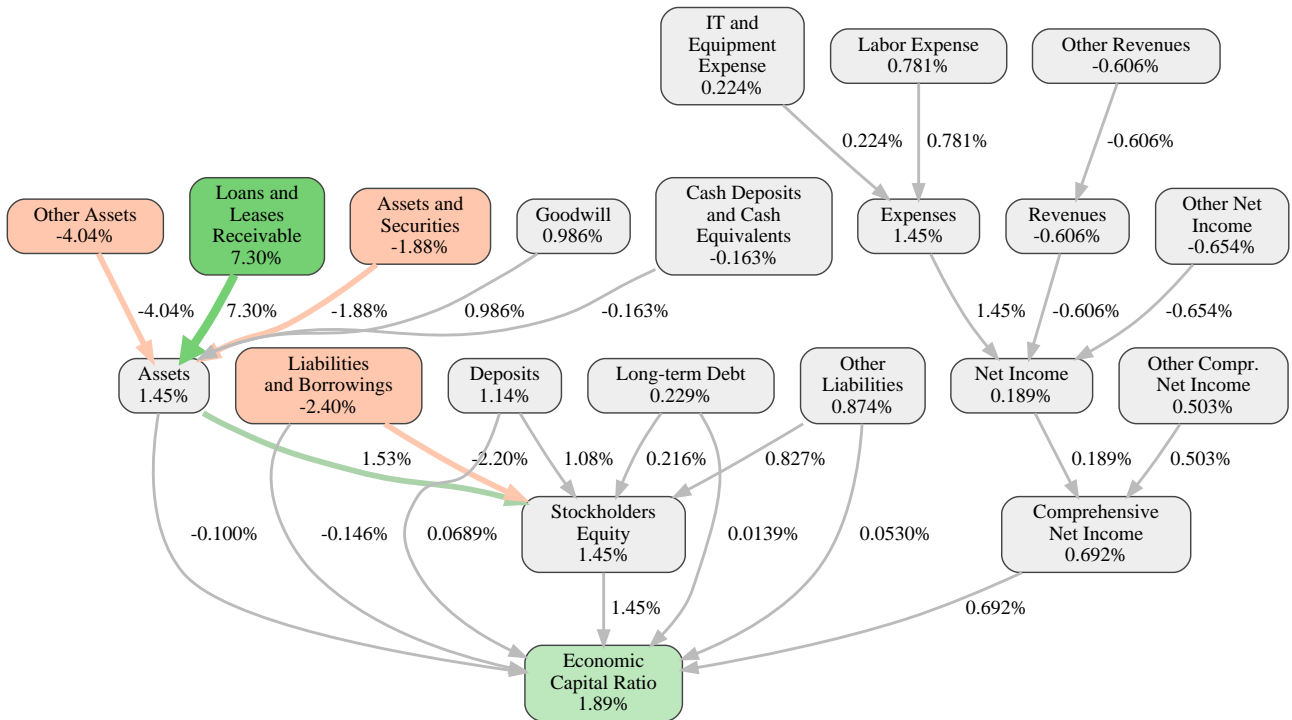 IT and
Equipment
Expense
0.224%
Labor Expense
0.781%
Other Revenues
-0.606%
0.224%
0.781%
-0.606%
Other Assets
-4.04%
Loans and
Leases
Receivable
7.30%
Assets and
Securities
-1.88%
Goodwill
0.986%
Cash Deposits
and Cash
Equivalents
-0.163%
Expenses
1.45%
Revenues
-0.606%
Other Net
Income
-0.654%
-4.04%
7.30%
-1.88%
0.986%
-0.163%
1.45%
-0.606%
-0.654%
Assets
1.45%
Liabilities
and Borrowings
-2.40%
Deposits
1.14%
Long-term Debt
0.229%
Other
Liabilities
0.874%
Net Income
0.189%
Other Compr.
Net Income
0.503%
1.53%
-2.20%
1.08%
0.216%
0.827%
0.189%
0.503%
-0.100%
-0.146%
0.0689%
Stockholders
Equity
1.45%
0.0139%
0.0530%
Comprehensive
Net Income
0.692%
1.45%
0.692%
Economic
Capital Ratio
1.89%